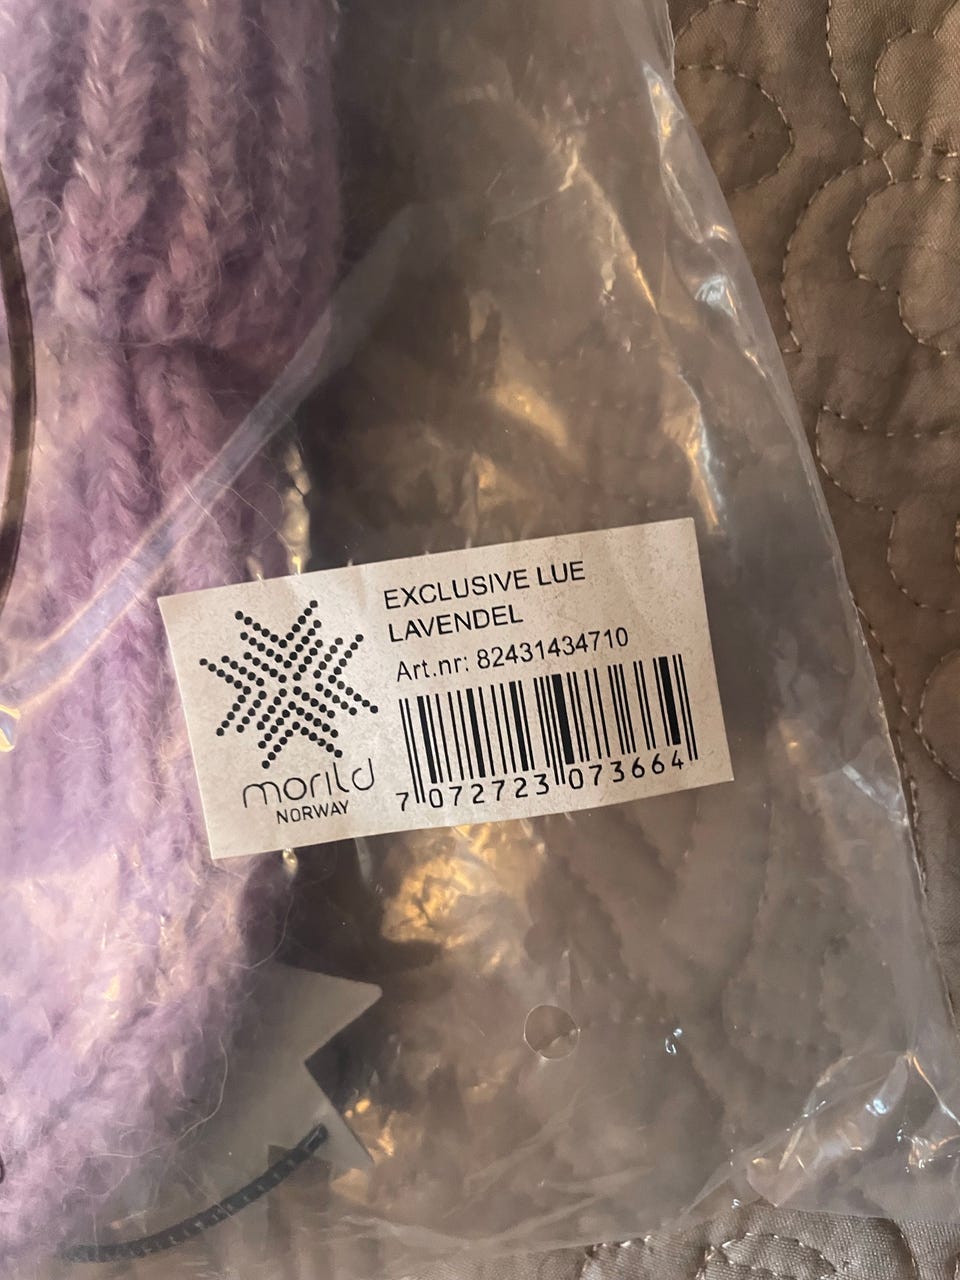 EXCLUSIVE LUE
LAVENDEL
Art.nr: 82431434710
morild
NORWAY
7 072723 073664